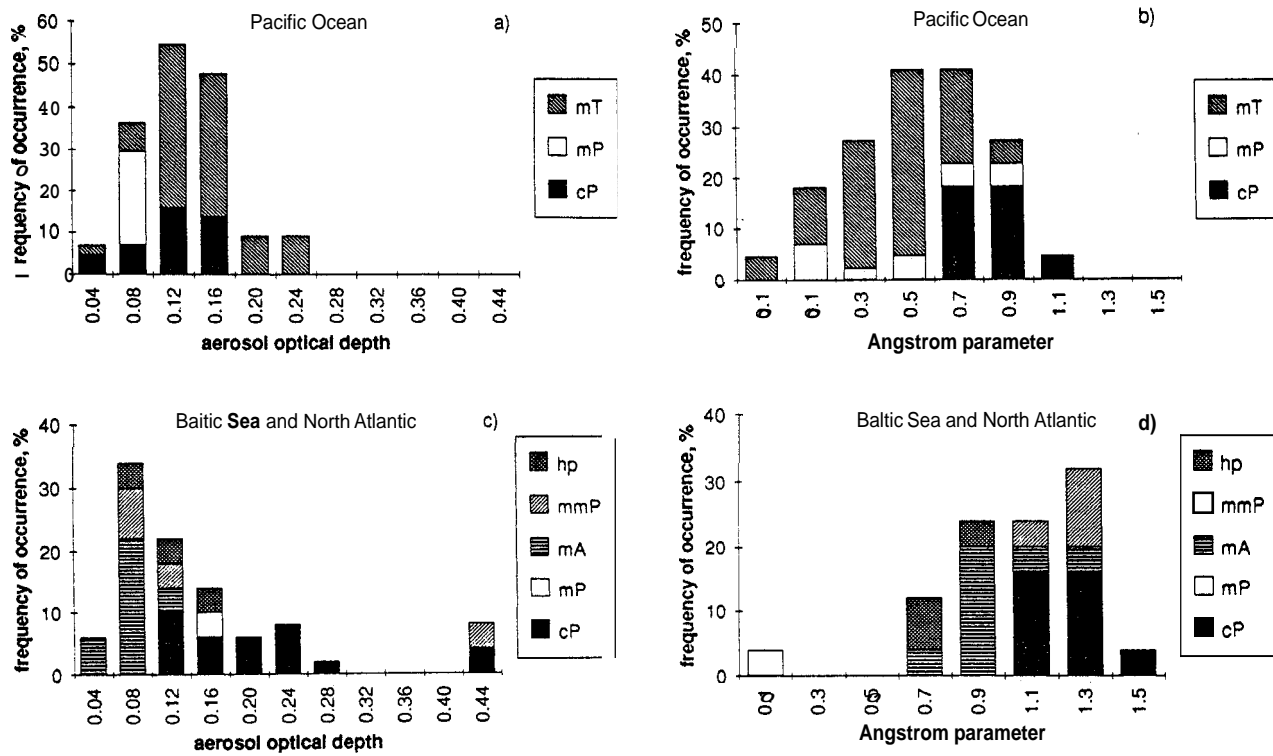 Pacific Ocean a)
frequency of occurrence, %
60
50
40
30
20
10
0
0.04 0.08 0.12 0.16 0.20 0.24 0.28 0.32 0.36 0.40 0.44
aerosol optical depth
mT
mP
cP
Pacific Ocean b)
frequency of occurrence, %
50
40
30
20
10
0
0.3 0.5 0.7 0.9 1.1 1.3 1.5
Angstrom parameter
mT
mP
cP
Baitic Sea and North Atlantic c)
frequency of occurrence, %
40
30
20
10
0
0.04 0.08 0.12 0.16 0.20 0.24 0.28 0.32 0.36 0.40 0.44
aerosol optical depth
hp
mmP
mA
mP
cP
Baltic Sea and North Atlantic d)
frequency of occurrence, %
40
30
20
10
0
0.3 0.7 0.9 1.1 1.3 1.5
Angstrom parameter
hp
mmP
mA
mP
cP